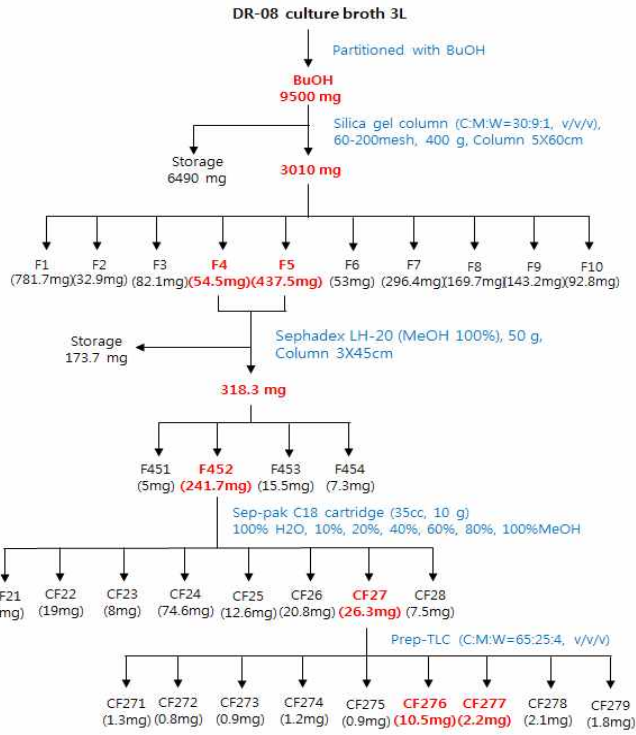 DR-08 culture broth 3L
Partitioned with BuOH
BuOH
9500 mg
Silica gel column (C:M:W=30:9:1, v/v/v),
60-200mesh, 400 g, Column 5X60cm
Storage
6490 mg
3010 mg
F1 F2 F3 F4 F5 F6 F7 F8 F9 F10
(781.7mg)(32.9mg)(82.1mg)(54.5mg)(437.5mg)(53mg)(296.4mg)(169.7mg)(143.2mg)(92.8mg)
Sephadex LH-20 (MeOH 100%), 50 g,
Column 3X45cm
Storage
173.7 mg
318.3 mg
F451 F452 F453 F454
(5mg) (241.7mg) (15.5mg) (7.3mg)
Sep-pak C18 cartridge (35cc, 10 g)
100% H2O, 10%, 20%, 40%, 60%, 80%, 100%MeOH
F21 CF22 CF23 CF24 CF25 CF26 CF27 CF28
mg) (19mg) (8mg) (74.6mg) (12.6mg) (20.8mg) (26.3mg) (7.5mg)
Prep-TLC (C:M:W=65:25:4, v/v/v)
CF271 CF272 CF273 CF274 CF275 CF276 CF277 CF278 CF279
(1.3mg) (0.8mg) (0.9mg) (1.2mg) (0.9mg) (10.5mg) (2.2mg) (2.1mg) (1.8mg)